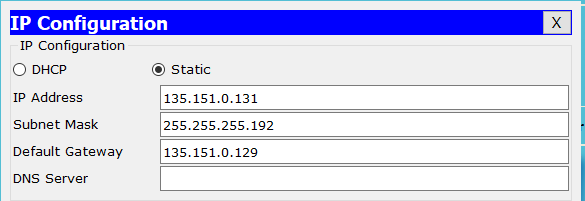 IP Configuration X
IP Configuration
DHCP Static
IP Address 135.151.0.131
Subnet Mask 255.255.255.192
Default Gateway 135.151.0.129
DNS Server